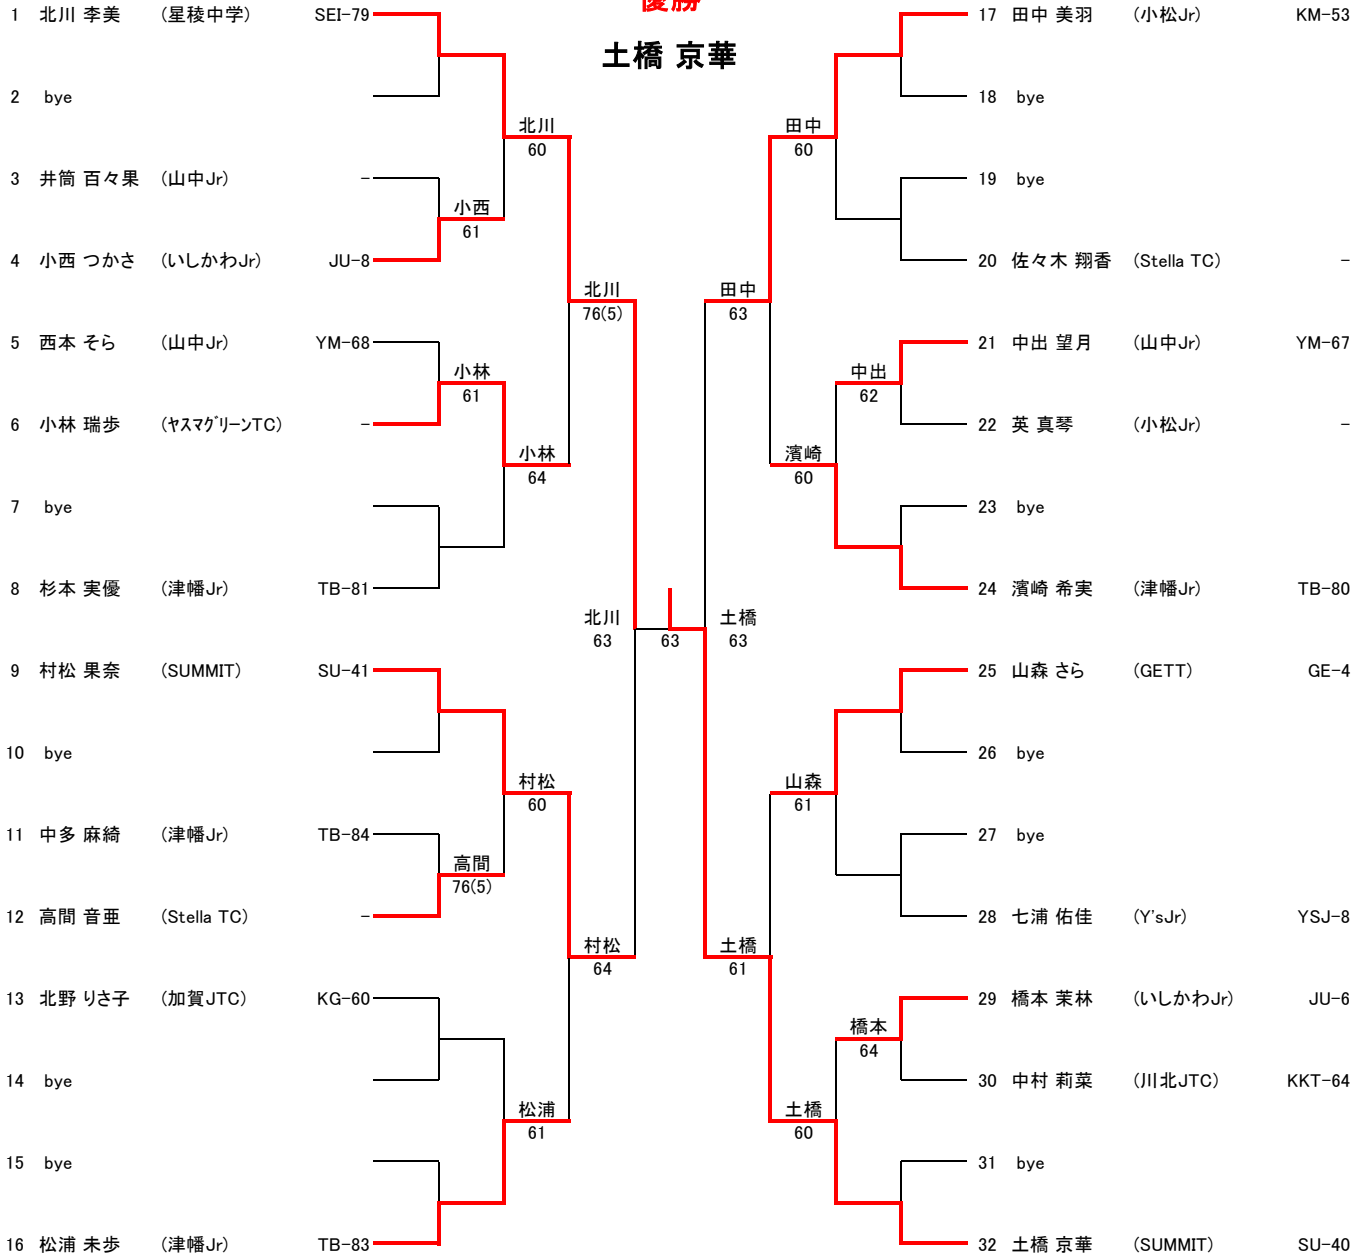 優勝
土橋 京華
1 北川 李美 (星稜中学) SEI-79
2 bye
北川
60
3 井筒 百々果 (山中Jr) -
小西
61
4 小西 つかさ (いしかわJr) JU-8
北川
76(5)
5 西本 そら (山中Jr) YM-68
小林
61
6 小林 瑞歩 (ヤスマグリーンTC) -
小林
64
7 bye
8 杉本 実優 (津幡Jr) TB-81
北川
63
63
9 村松 果奈 (SUMMIT) SU-41
10 bye
村松
60
11 中多 麻綺 (津幡Jr) TB-84
高間
76(5)
12 高間 音亜 (Stella TC) -
村松
64
13 北野 りさ子 (加賀JTC) KG-60
14 bye
松浦
61
15 bye
16 松浦 未歩 (津幡Jr) TB-83
17 田中 美羽 (小松Jr) KM-53
18 bye
田中
60
19 bye
20 佐々木 翔香 (Stella TC) -
田中
63
21 中出 望月 (山中Jr) YM-67
中出
62
22 英 真琴 (小松Jr) -
濱崎
60
23 bye
24 濱崎 希実 (津幡Jr) TB-80
土橋
63
25 山森 さら (GETT) GE-4
26 bye
山森
61
27 bye
28 七浦 佑佳 (Y'sJr) YSJ-8
土橋
61
29 橋本 茉林 (いしかわJr) JU-6
橋本
64
30 中村 莉菜 (川北JTC) KKT-64
土橋
60
31 bye
32 土橋 京華 (SUMMIT) SU-40